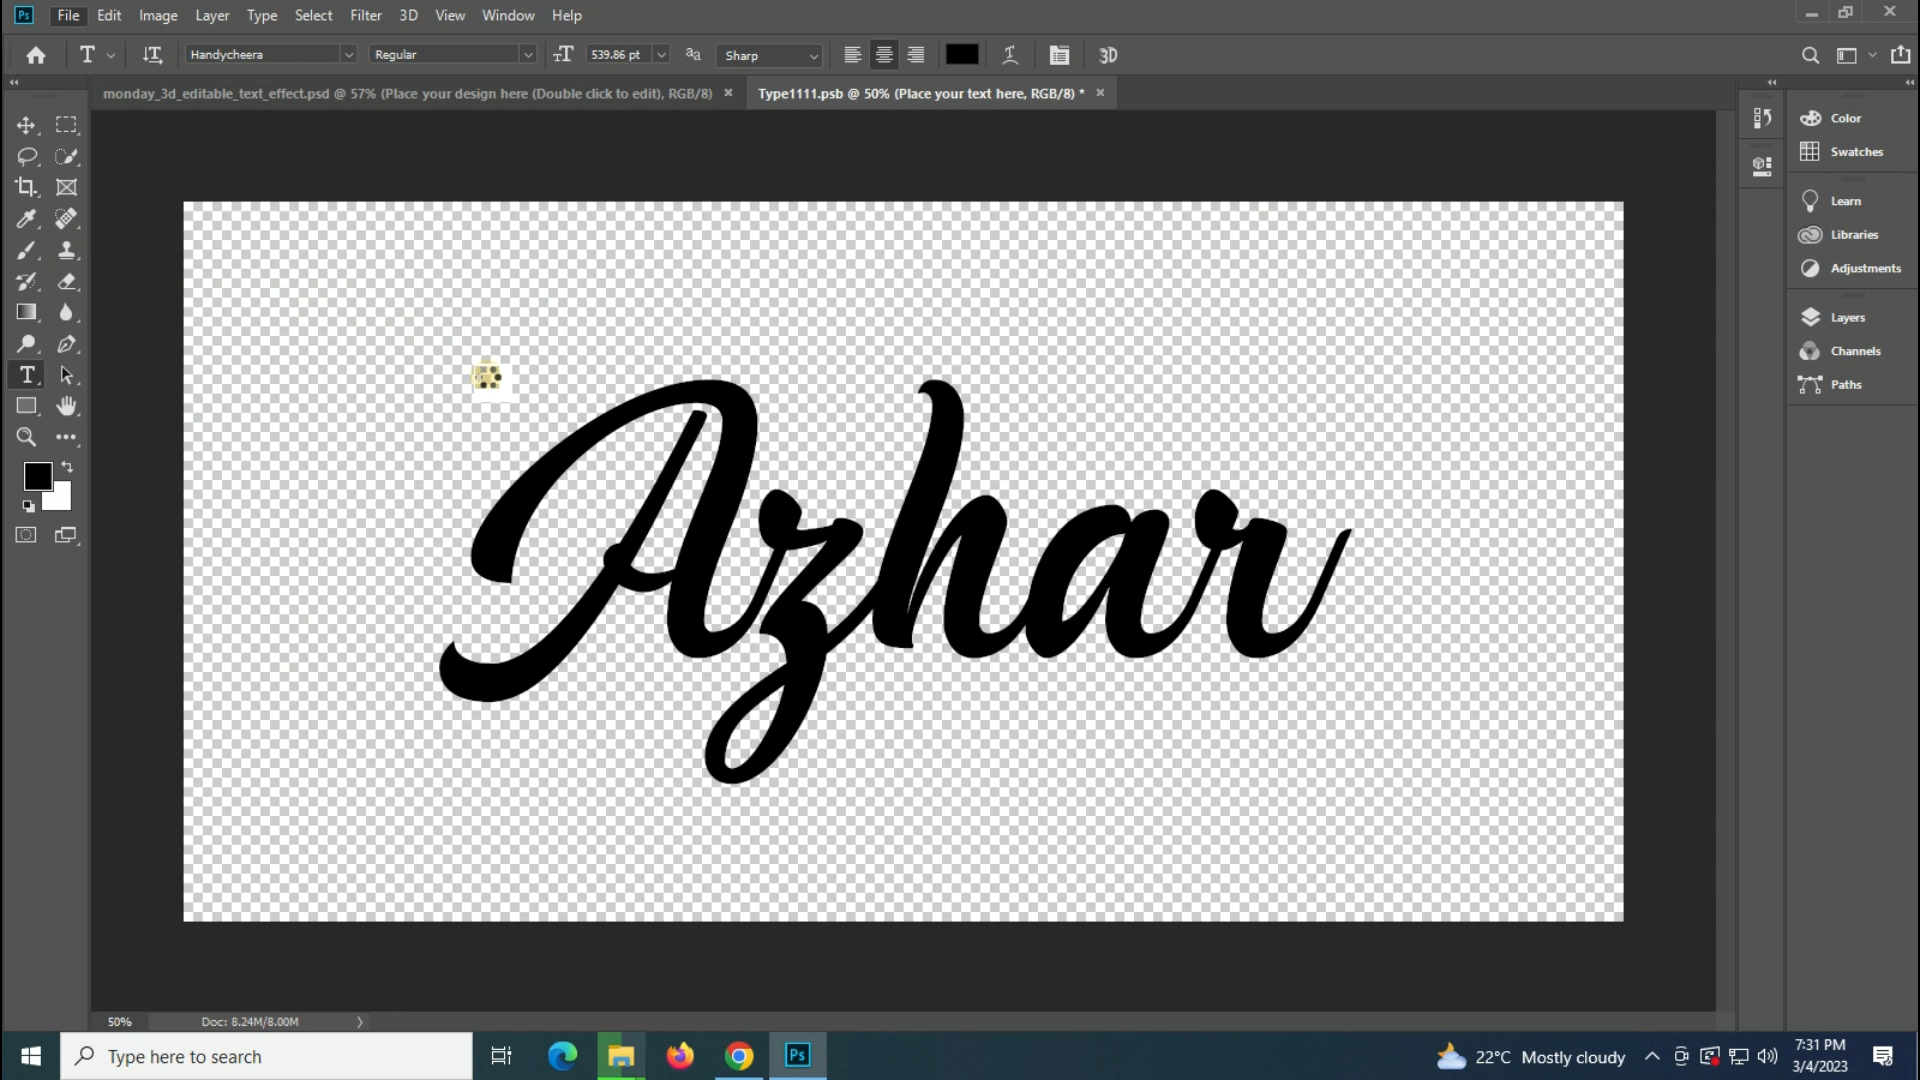 Ps File Edit Image Layer Type Select Filter 3D View Window Help
T Handycheera Regular 539.86 pt Sharp 3D
monday_3d_editable_text_effect.psd @ 57% (Place your design here (Double click to edit), RGB/8) Type1111.psb @ 50% (Place your text here, RGB/8) *
Color
Swatches
Learn
Libraries
Adjustments
Layers
Channels
Paths
Azhar
50% Doc: 8.24M/8.00M
Type here to search Ps 22°C Mostly cloudy 7:31 PM
3/4/2023